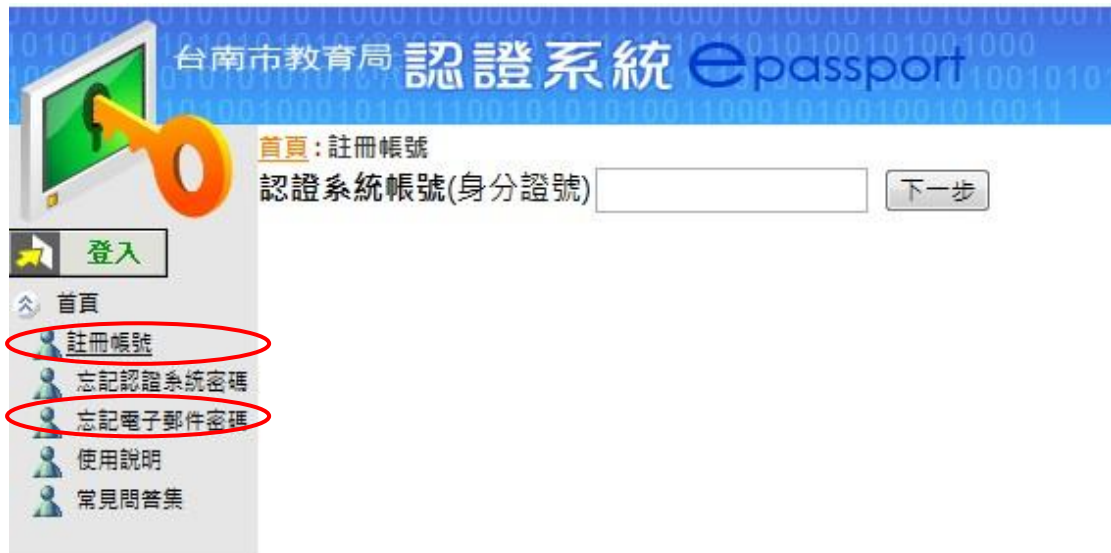 台南市教育局 認證系統 epassport
首頁:註冊帳號
認證系統帳號(身分證號) 下一步
登入
首頁
註冊帳號
忘記認證系統密碼
忘記電子郵件密碼
使用說明
常見問答集